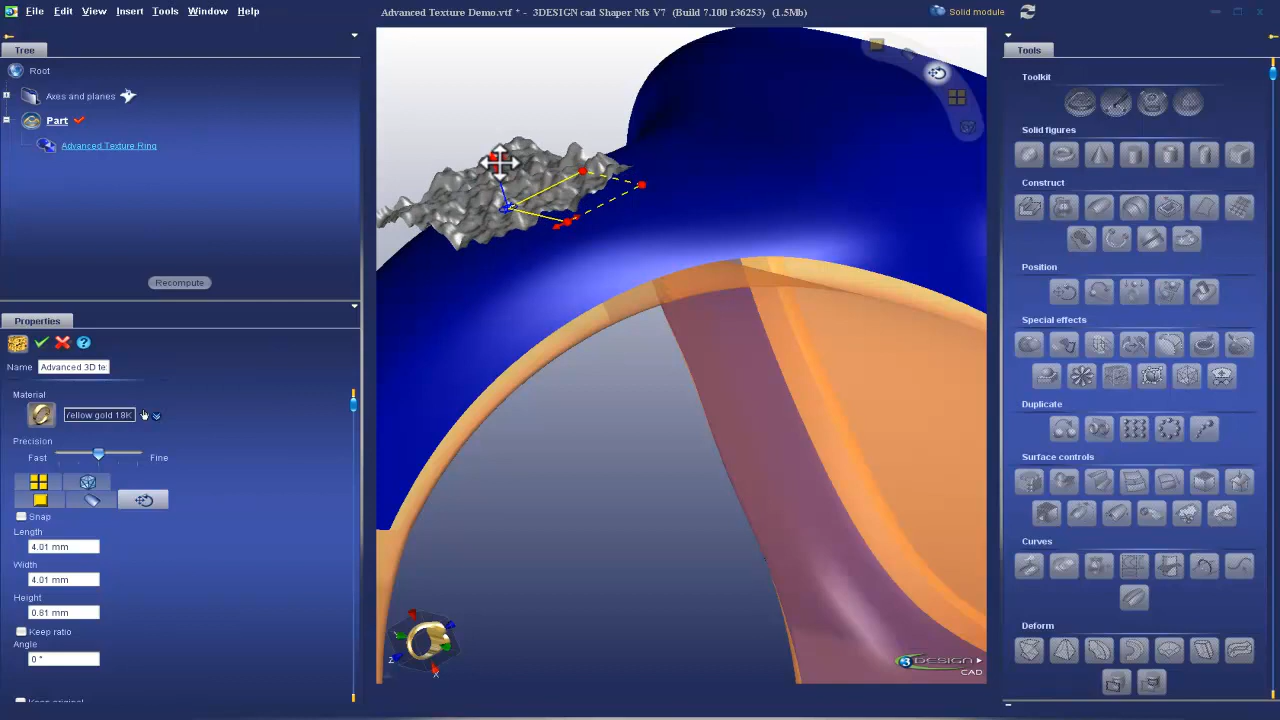 File Edit View Insert Tools Window Help
Advanced Texture Demo.vtf * - 3DESIGN cad Shaper Nfs V7 (Build 7.100 r36253) (1.5Mb)
Solid module
Tree
Root
Axes and planes
Part
Advanced Texture Ring
Recompute
Properties
Name Advanced 3D te
Material
Yellow gold 18K
Precision
Fast Fine
Snap
Length
4.01 mm
Width
4.01 mm
Height
0.81 mm
Keep ratio
Angle
0 °
Keep original
Z
X
3DESIGN
CAD
Tools
Toolkit
Solid figures
Construct
Position
Special effects
Duplicate
Surface controls
Curves
Deform